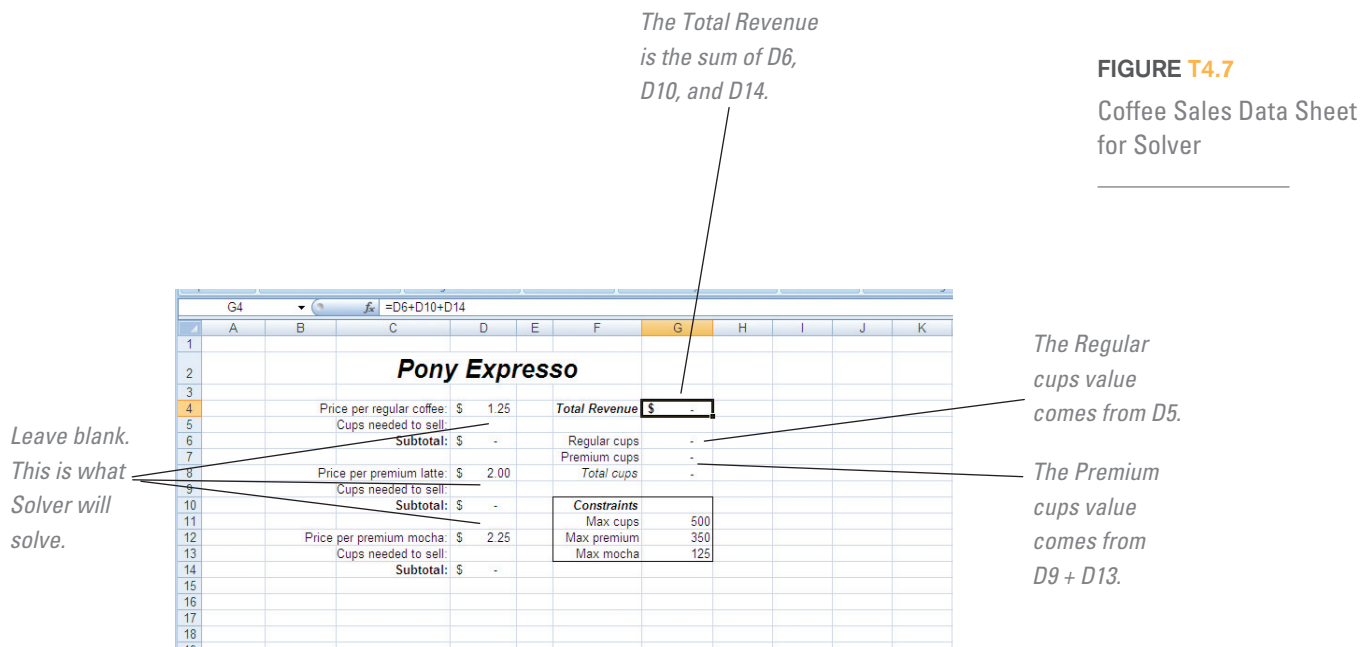 The Total Revenue
is the sum of D6,
D10, and D14.
FIGURE T4.7
Coffee Sales Data Sheet
for Solver
G4 fx =D6+D10+D14
A B C D E F G H I J K
1
2 Pony Expresso
3
4 Price per regular coffee: $ 1.25 Total Revenue $ -
5 Cups needed to sell:
6 Subtotal: $ - Regular cups -
7 Premium cups -
8 Price per premium latte: $ 2.00 Total cups -
9 Cups needed to sell:
10 Subtotal: $ - Constraints
11 Max cups 500
12 Price per premium mocha: $ 2.25 Max premium 350
13 Cups needed to sell: Max mocha 125
14 Subtotal: $ -
15
16
17
18
Leave blank.
This is what
Solver will
solve.
The Regular
cups value
comes from D5.
The Premium
cups value
comes from
D9 + D13.